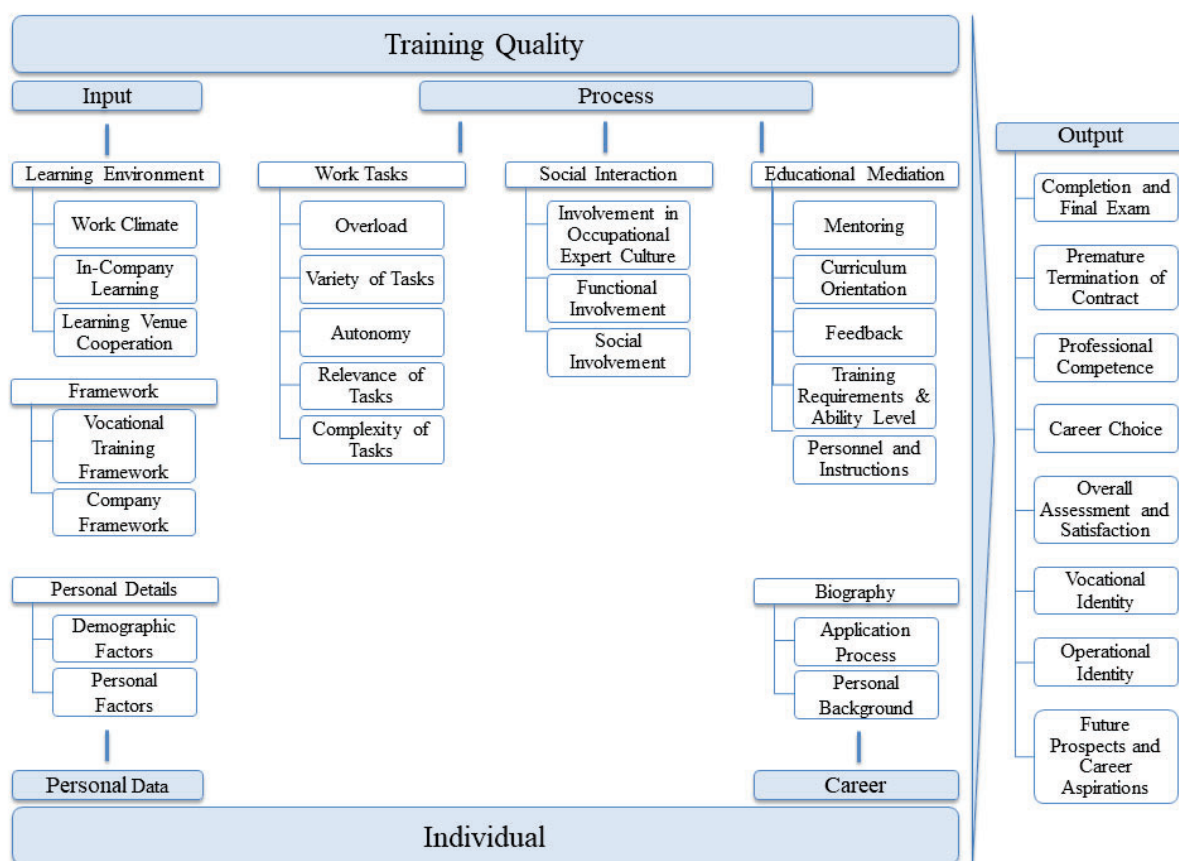 Training Quality
Input
Process
Output
Learning Environment
Work Climate
In-Company
Learning
Learning Venue
Cooperation
Framework
Vocational
Training
Framework
Company
Framework
Work Tasks
Overload
Variety of Tasks
Autonomy
Relevance of
Tasks
Complexity of
Tasks
Social Interaction
Involvement in
Occupational
Expert Culture
Functional
Involvement
Social
Involvement
Educational Mediation
Mentoring
Curriculum
Orientation
Feedback
Training
Requirements &
Ability Level
Personnel and
Instructions
Completion and
Final Exam
Premature
Termination of
Contract
Professional
Competence
Career Choice
Overall
Assessment and
Satisfaction
Vocational
Identity
Operational
Identity
Future
Prospects and
Career
Aspirations
Personal Details
Demographic
Factors
Personal
Factors
Personal Data
Biography
Application
Process
Personal
Background
Career
Individual